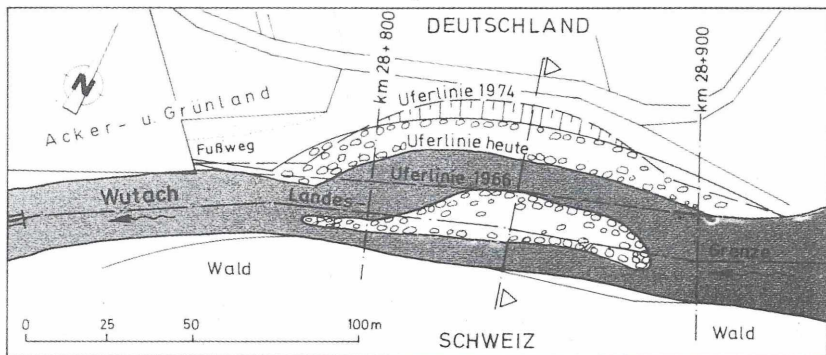 DEUTSCHLAND
N
km 28+800
km 28+900
Uferlinie 1974
Acker- u. Grünland
Fußweg
Uferlinie heute
Uferlinie 1966
Wutach
Landes
Grenze
Wald
0 25 50 100m
SCHWEIZ
Wald